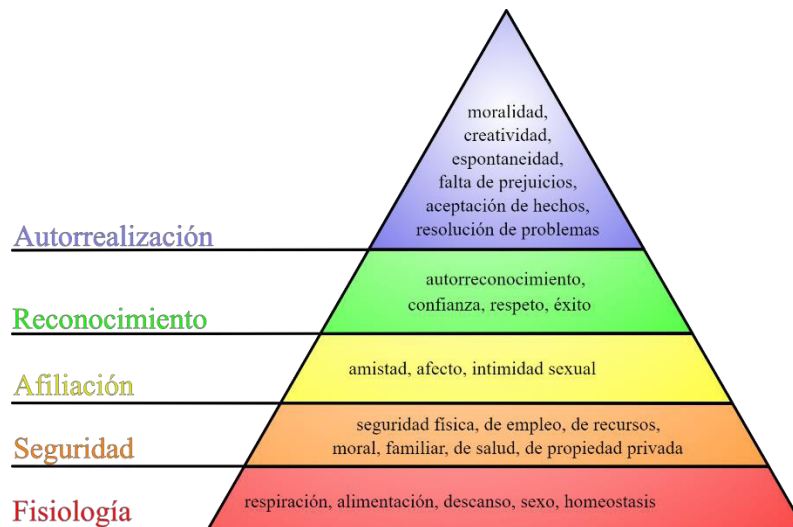 moralidad,
creatividad,
espontaneidad,
falta de prejuicios,
aceptación de hechos,
resolución de problemas
Autorrealización
autorreconocimiento,
confianza, respeto, éxito
Reconocimiento
amistad, afecto, intimidad sexual
Afiliación
seguridad física, de empleo, de recursos,
moral, familiar, de salud, de propiedad privada
Seguridad
respiración, alimentación, descanso, sexo, homeostasis
Fisiología